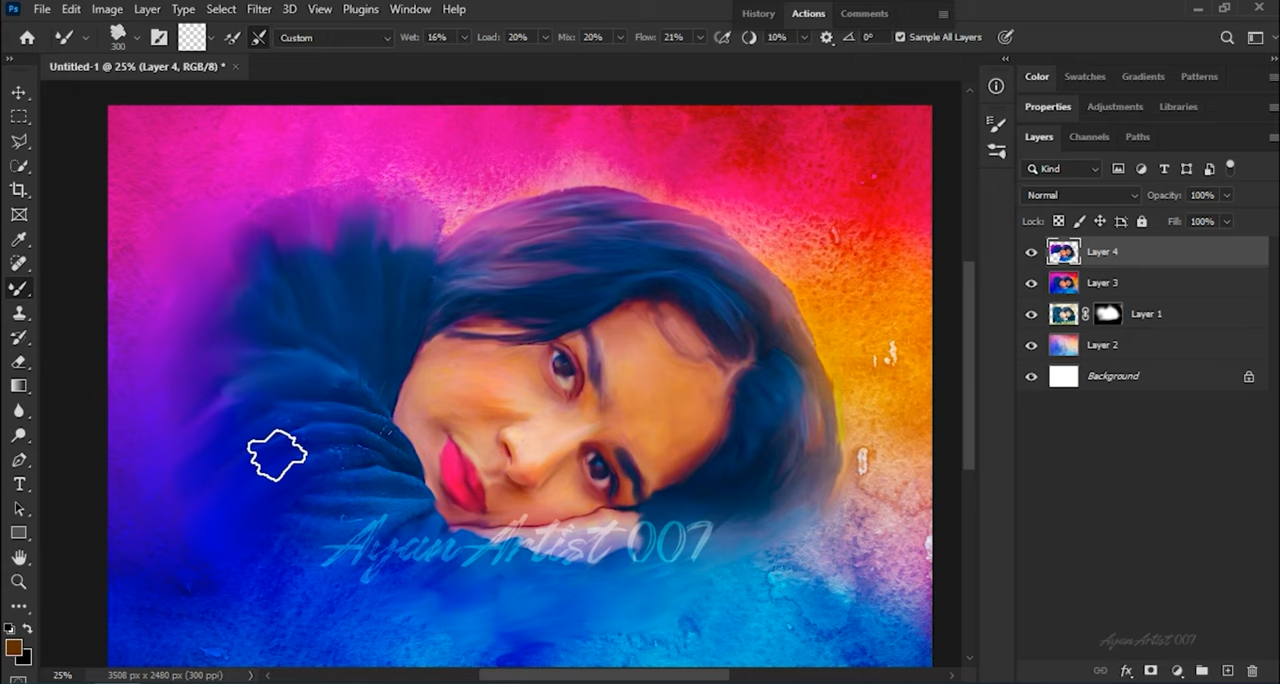 Ps File Edit Image Layer Type Select Filter 3D View Plugins Window Help
History Actions Comments
300 Custom Wet: 16% Load: 20% Mix: 20% Flow: 21% 10% 0° Sample All Layers
Untitled-1 @ 25% (Layer 4, RGB/8) * ×
Color Swatches Gradients Patterns
Properties Adjustments Libraries
Layers Channels Paths
Kind
Normal Opacity: 100%
Lock: Fill: 100%
Layer 4
Layer 3
Layer 1
Layer 2
Background
Ayan Artist 007
Ayan Artist 007
25% 3508 px x 2480 px (300 ppi)